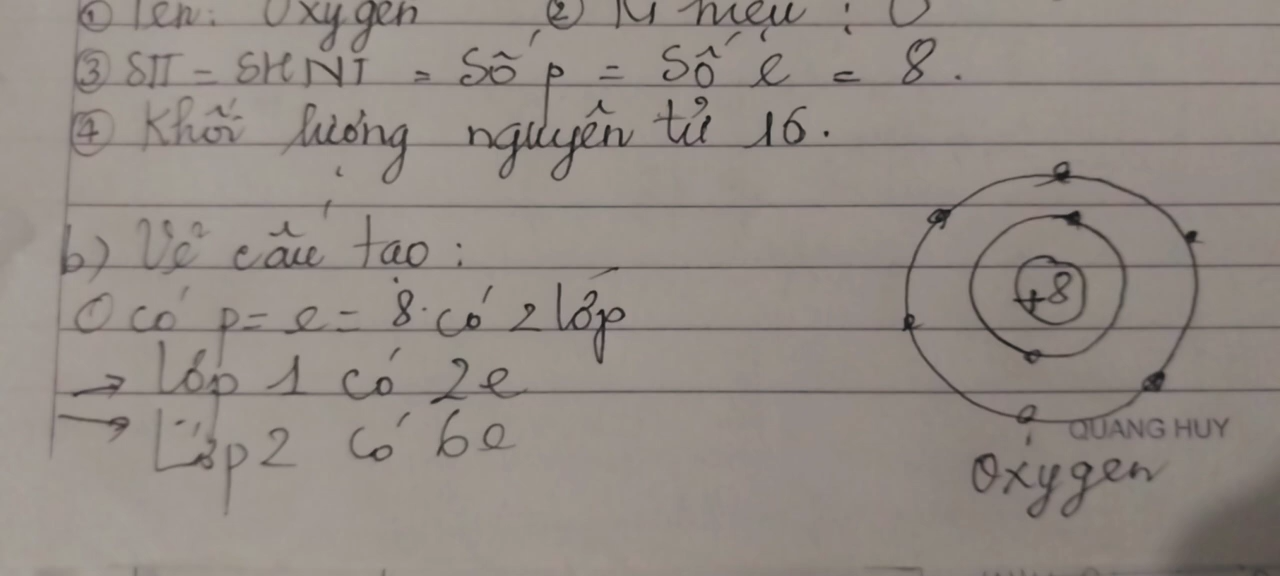 ① Tên: Oxygen ② Kí hiệu: O
③ STT = SHNT = Số p = Số e = 8.
④ Khối lượng nguyên tử 16.
b) Vẽ cấu tạo:
O có p = e = 8. có 2 lớp
→ Lớp 1 có 2e
→ Lớp 2 có 6e
+8
QUANG HUY
Oxygen